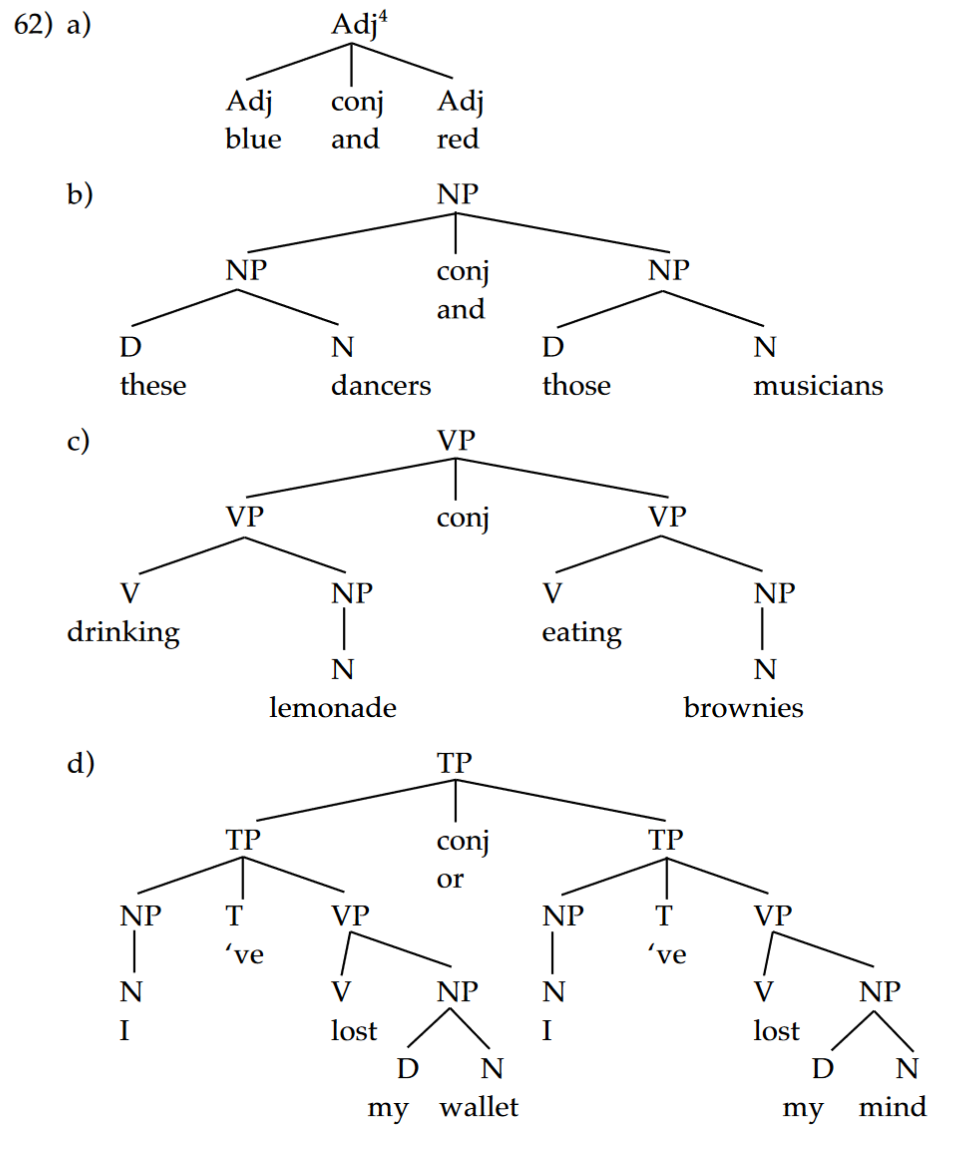 62) a) Adj⁴
Adj conj Adj
blue and red
b) NP
NP conj NP
and
D N D N
these dancers those musicians
c) VP
VP conj VP
V NP V NP
drinking eating
N N
lemonade brownies
d) TP
TP conj TP
or
NP T VP NP T VP
‘ve ‘ve
N V NP N V NP
I lost I lost
D N D N
my wallet my mind